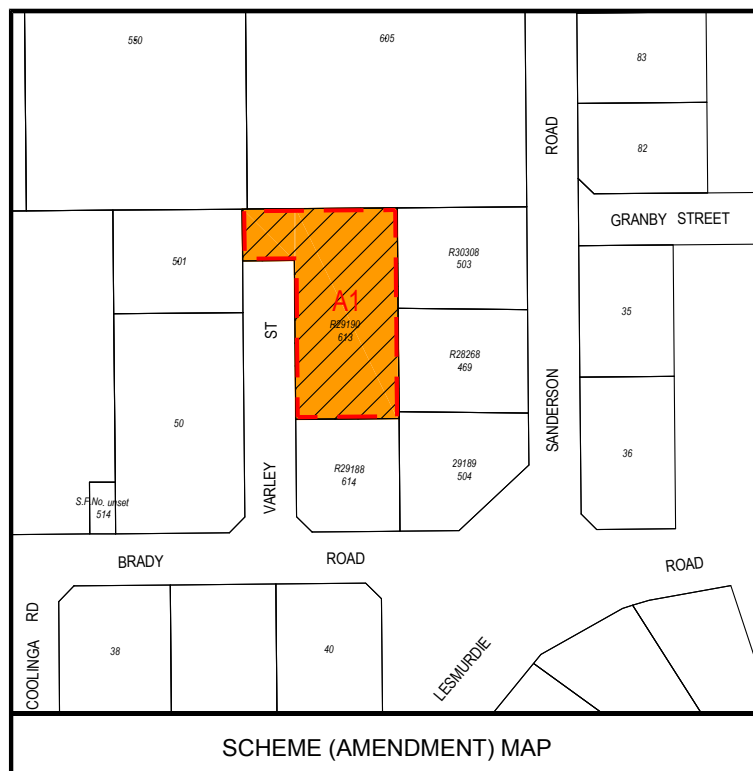 550
605
83
82
ROAD
GRANBY STREET
R30308
503
501
A1
R29190
613
35
ST
R28268
469
SANDERSON
50
36
R29188
614
29189
504
S.P.No. unset
514
VARLEY
BRADY
ROAD
ROAD
COOLINGA RD
38
40
LESMURDIE
SCHEME (AMENDMENT) MAP